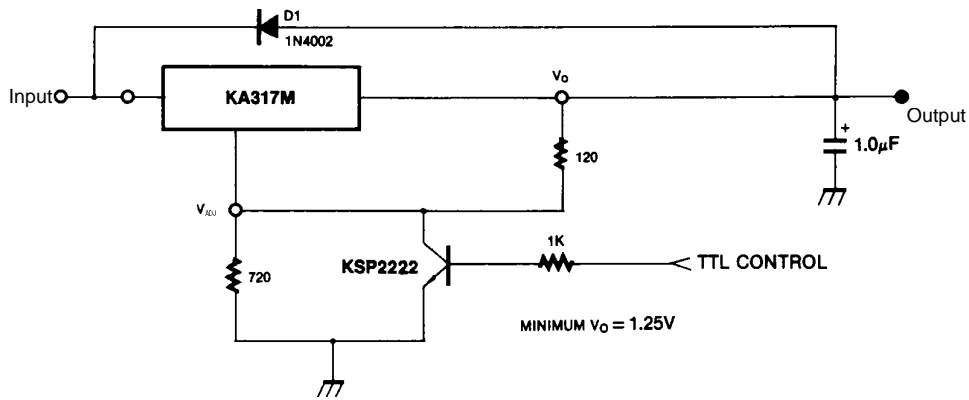 D1
1N4002
Input
KA317M
VO
Output
+
1.0μF
120
VADJ
720
KSP2222
1K
TTL CONTROL
MINIMUM VO = 1.25V